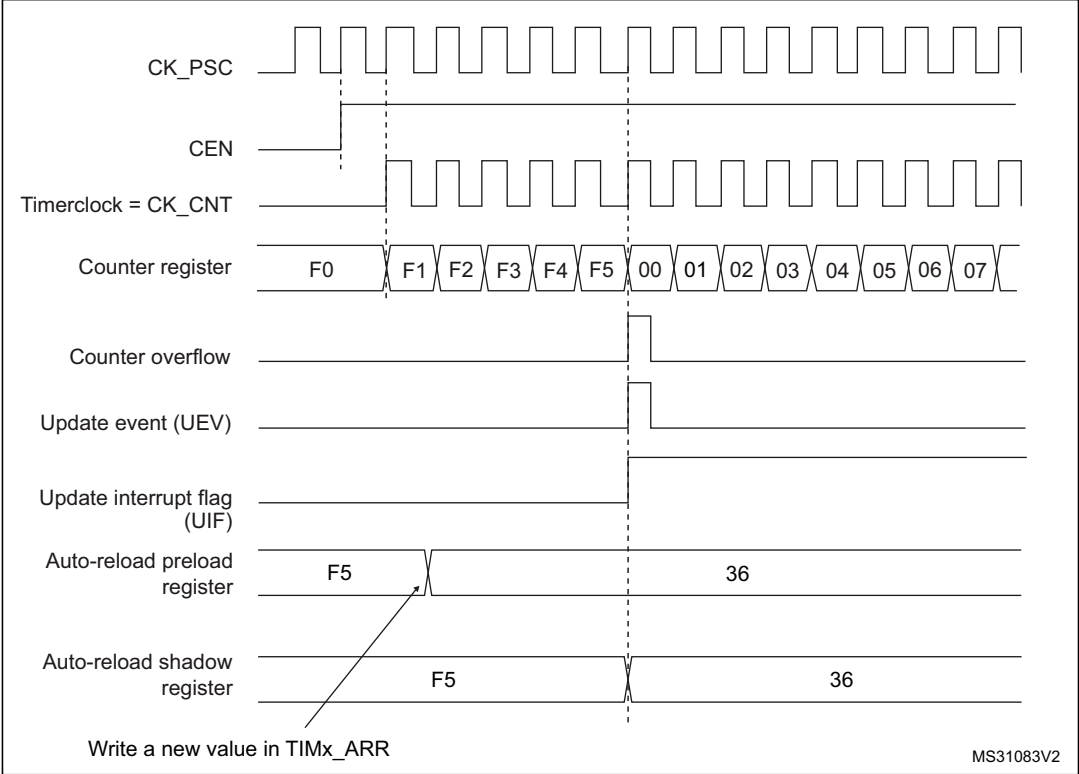 CK_PSC
CEN
Timerclock = CK_CNT
Counter register F0 F1 F2 F3 F4 F5 00 01 02 03 04 05 06 07
Counter overflow
Update event (UEV)
Update interrupt flag
(UIF)
Auto-reload preload
register
F5 36
Auto-reload shadow
register
F5 36
Write a new value in TIMx_ARR
MS31083V2